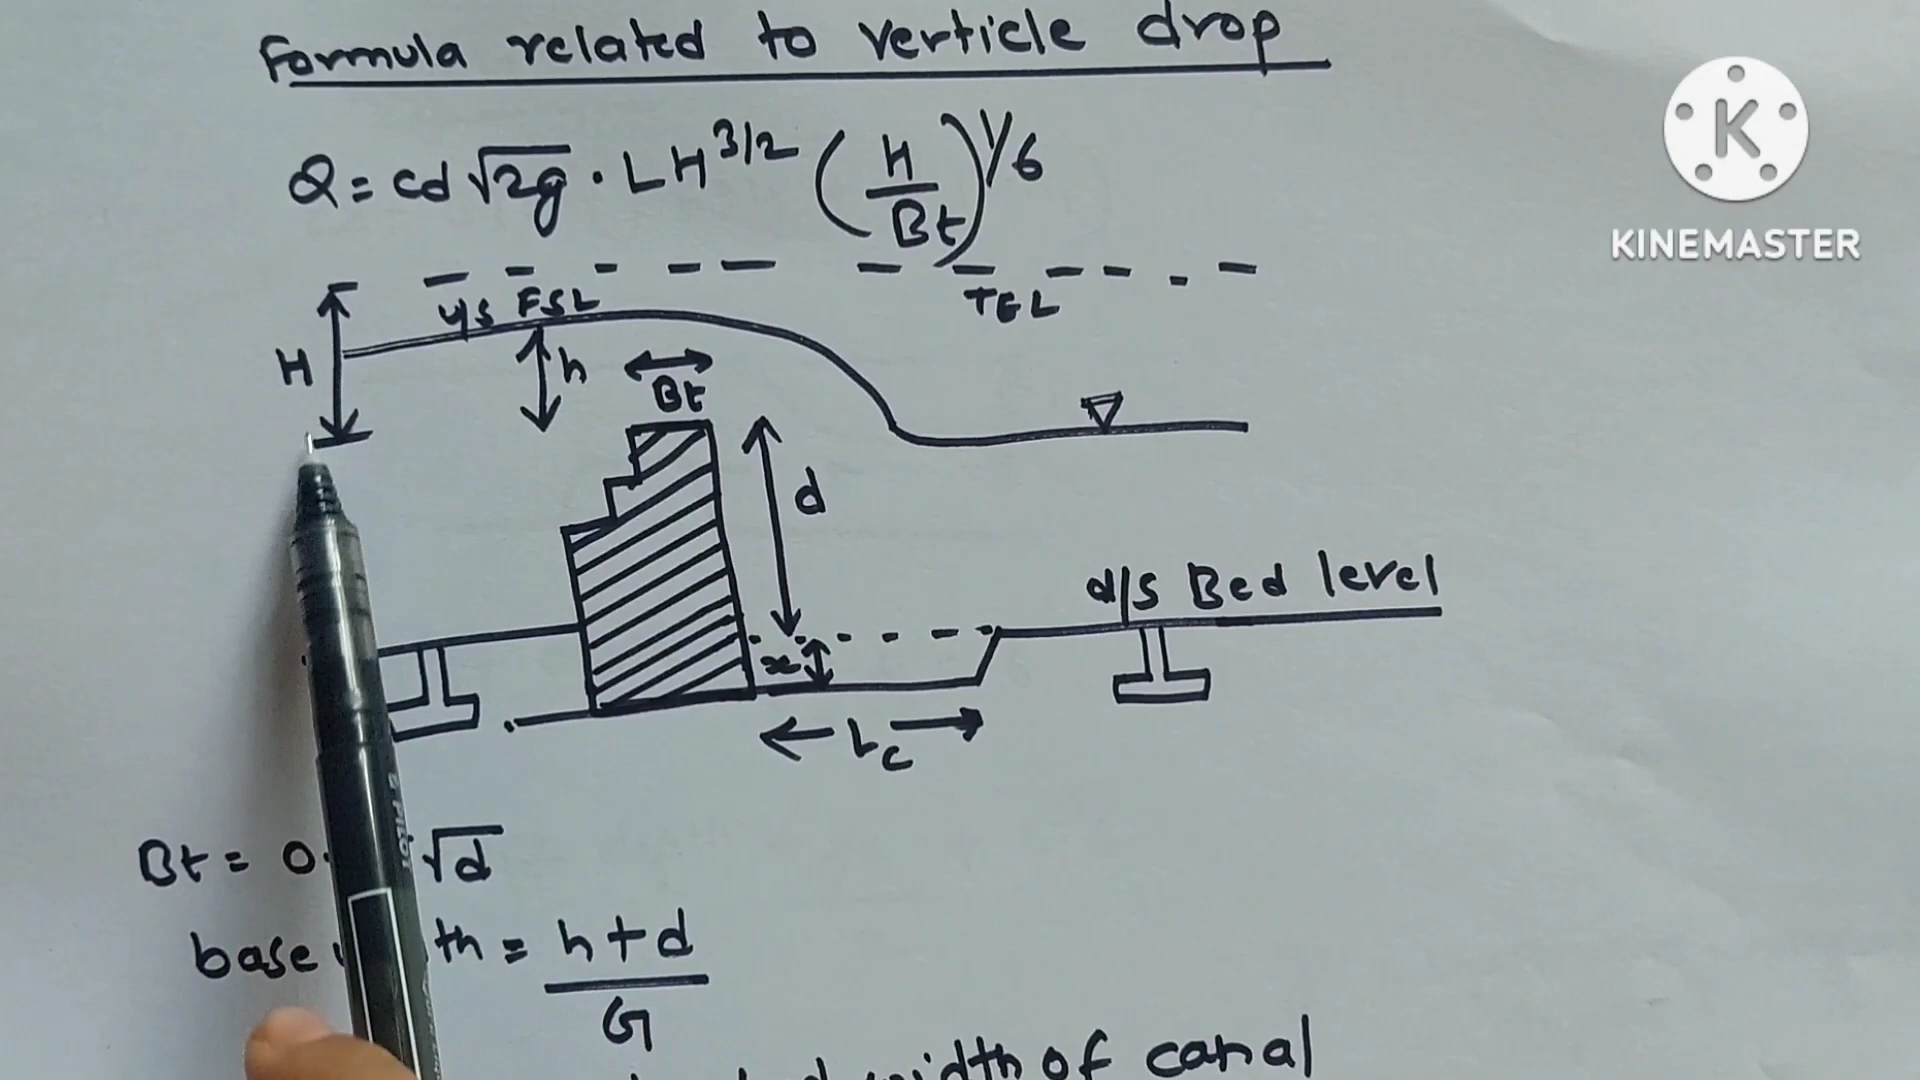 Formula related to verticle drop
Q = cd √2g · L H^3/2 (H/Bt)^1/6
K
KINEMASTER
U/S FSL
TEL
H
h
Bt
d
d/s Bed level
x
Lc
Bt = 0. √d
base th = h+d/G
PILOT
width of canal